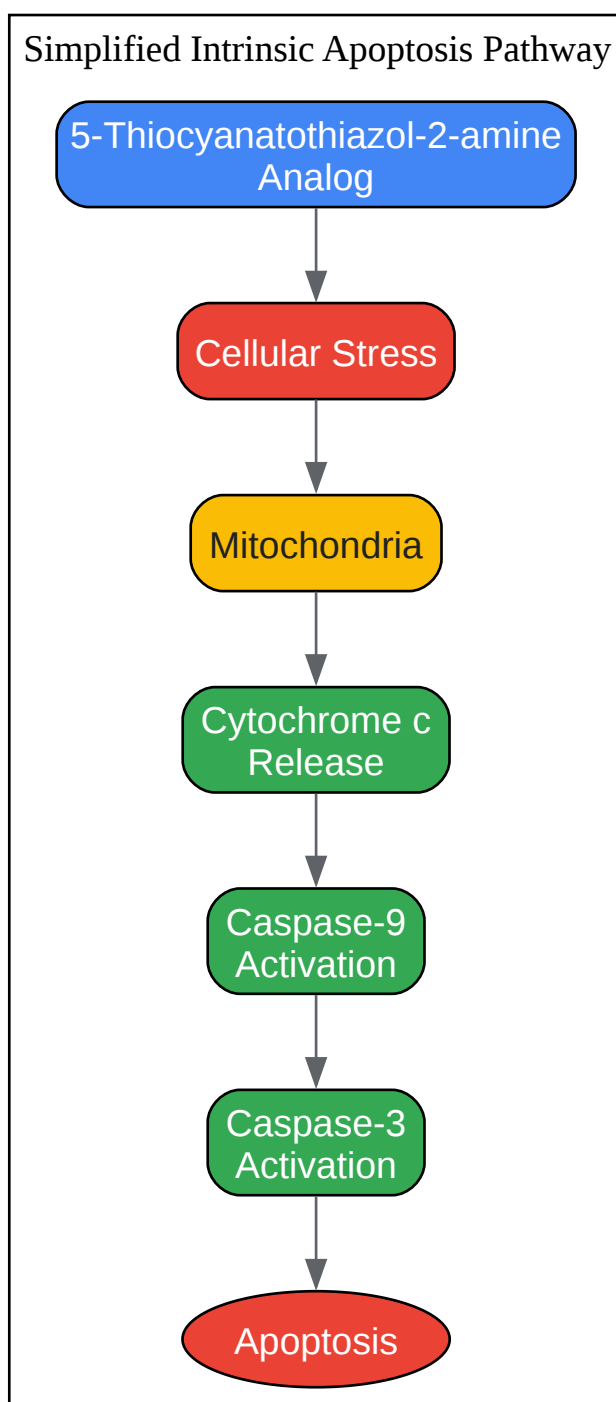 Simplified Intrinsic Apoptosis Pathway
5-Thiocyanatothiazol-2-amine
Analog
Cellular Stress
Mitochondria
Cytochrome c
Release
Caspase-9
Activation
Caspase-3
Activation
Apoptosis